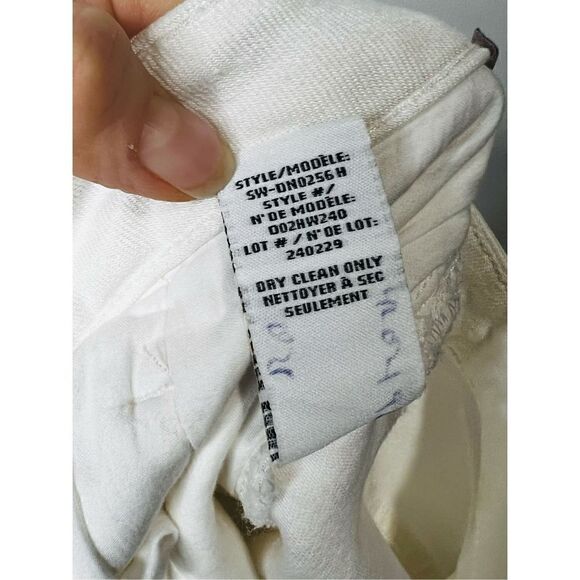 STYLE/MODÈLE:
SW-DN0256 H
STYLE #/
N° DE MODÈLE:
D02HW240
LOT # / N° DE LOT:
240229
DRY CLEAN ONLY
NETTOYER À SEC
SEULEMENT